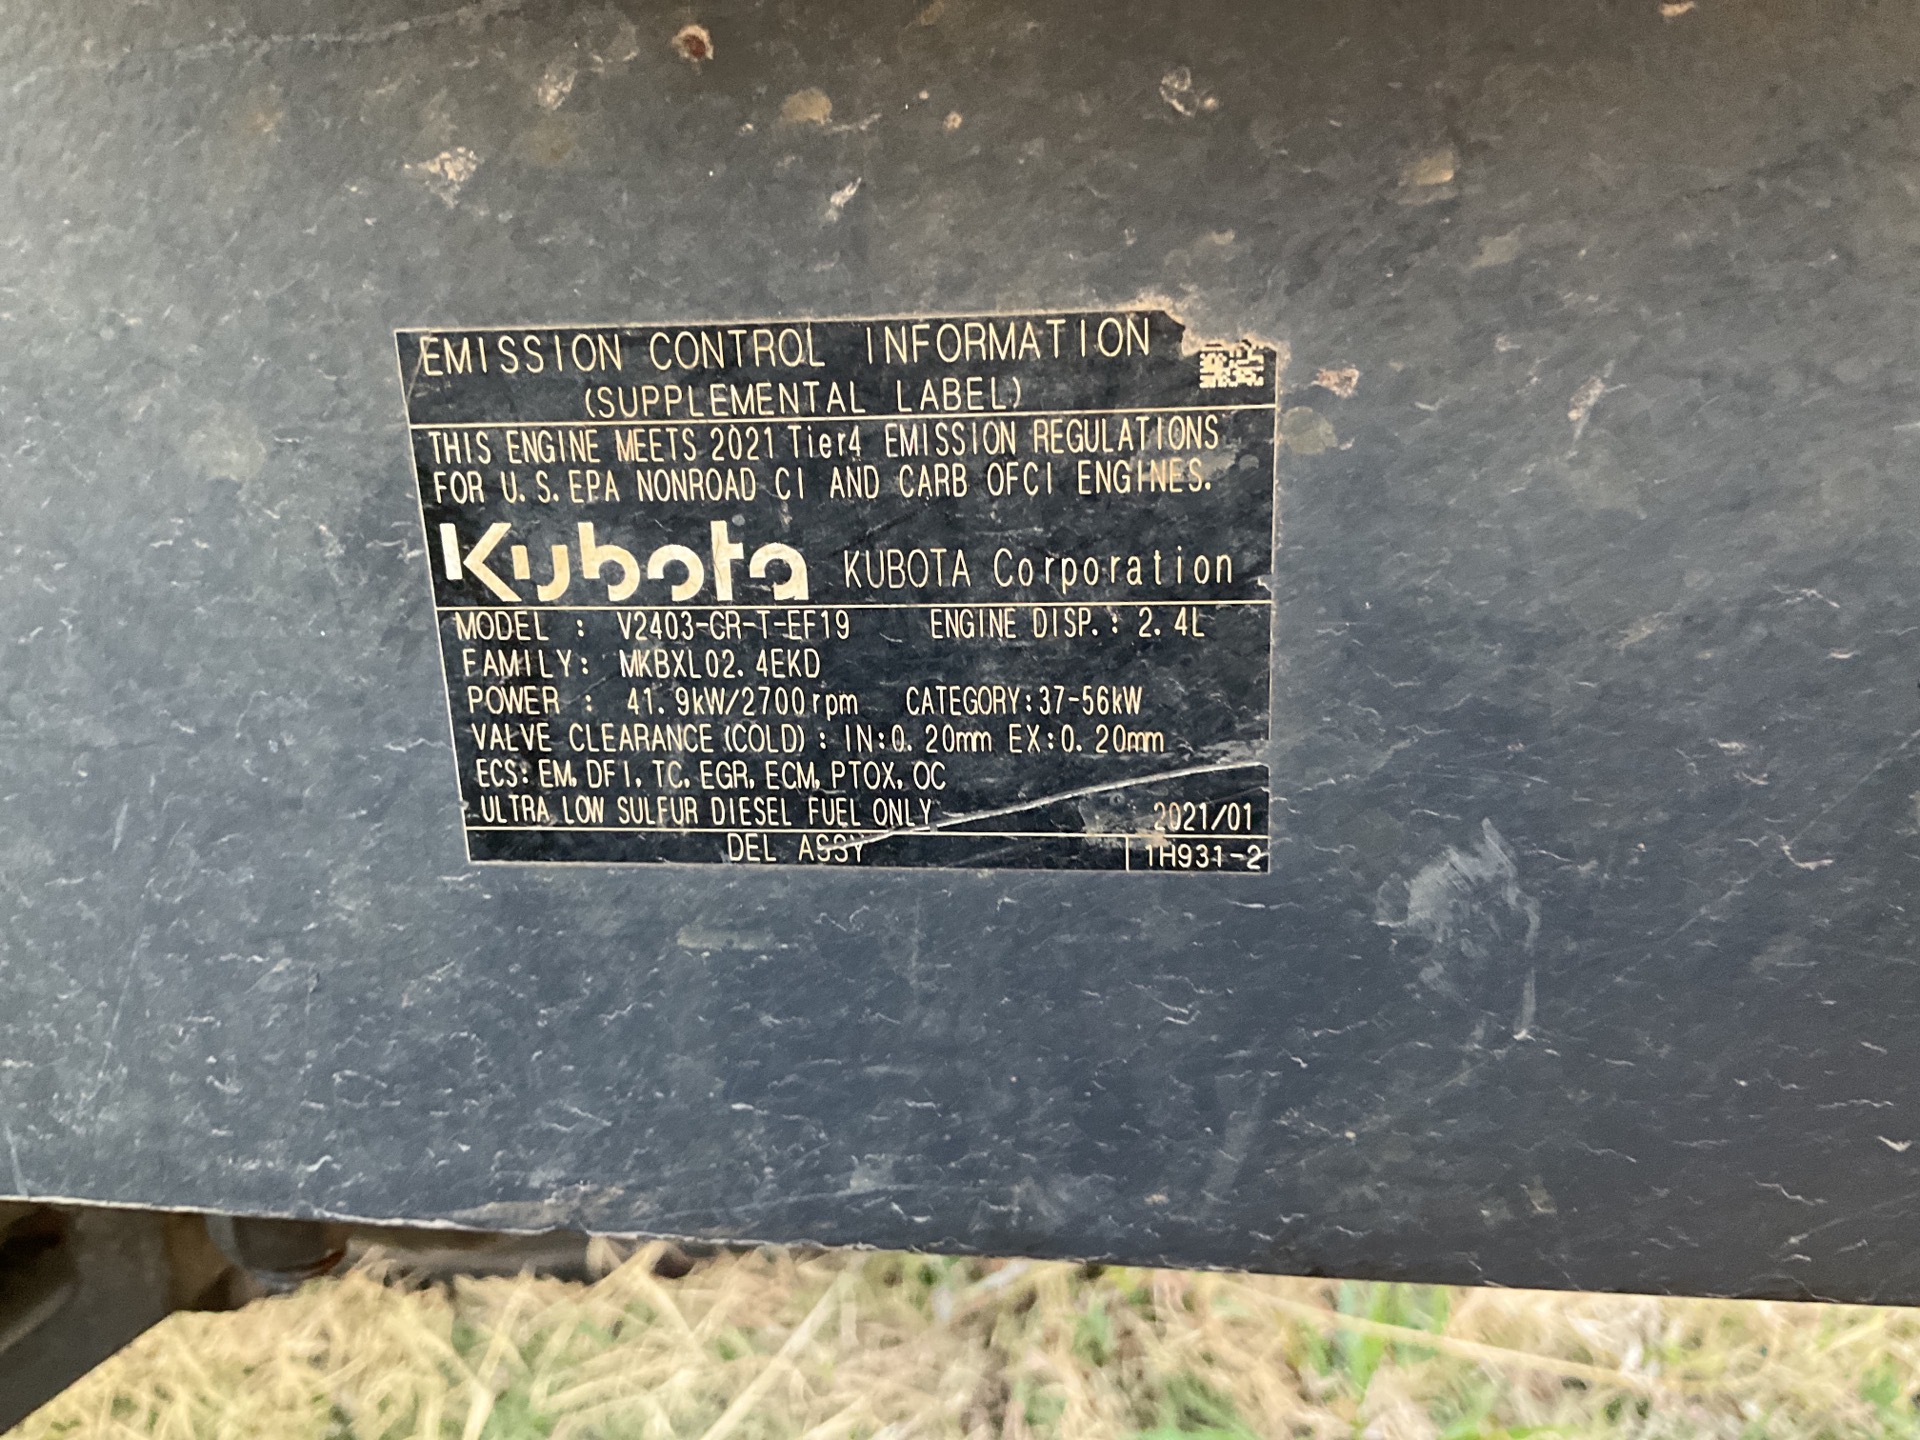 EMISSION CONTROL INFORMATION
(SUPPLEMENTAL LABEL)
THIS ENGINE MEETS 2021 Tier4 EMISSION REGULATIONS
FOR U.S.EPA NONROAD CI AND CARB OFCI ENGINES.
Kubota KUBOTA Corporation
MODEL : V2403-CR-T-EF19 ENGINE DISP.: 2.4L
FAMILY: MKBXL02.4EKD
POWER : 41.9kW/2700rpm CATEGORY:37-56kW
VALVE CLEARANCE(COLD): IN:0.20mm EX:0.20mm
ECS: EM, DFI, TC, EGR, ECM, PTOX, OC
ULTRA LOW SULFUR DIESEL FUEL ONLY 2021/01
DEL ASSY 1H931-2